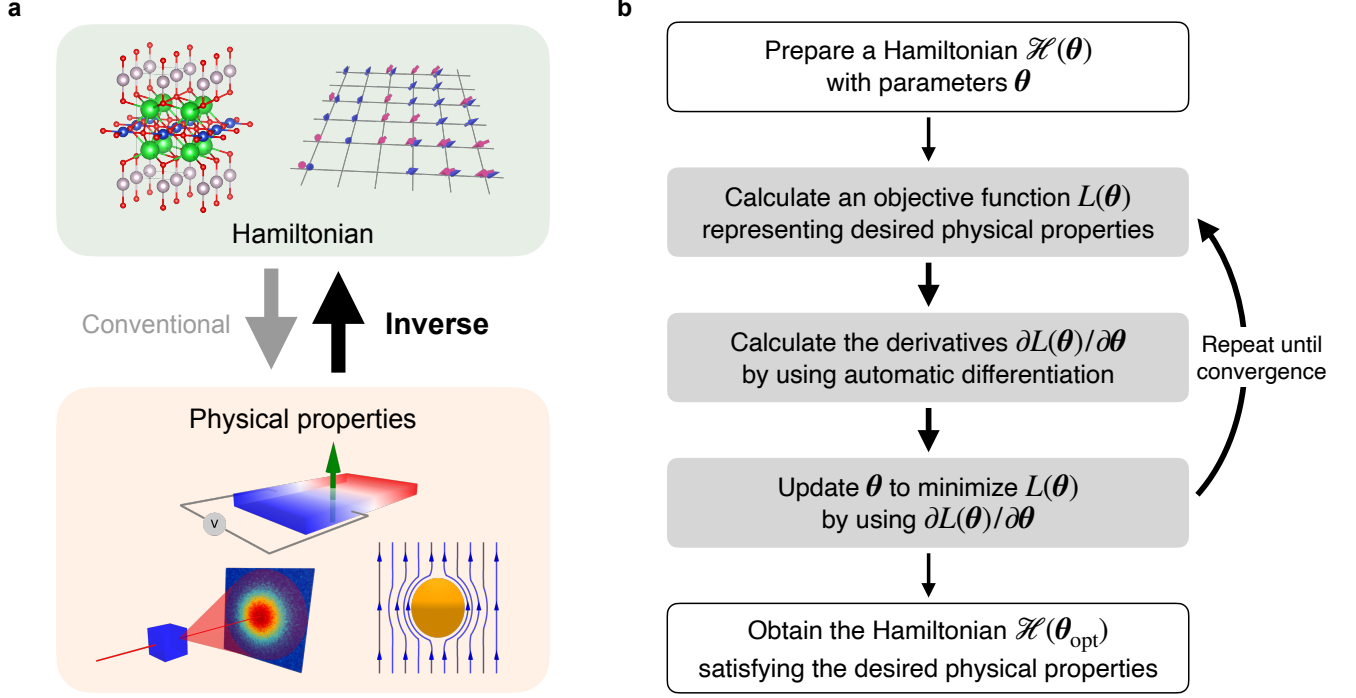 a
Hamiltonian
Conventional
Inverse
Physical properties
V
b
Prepare a Hamiltonian ℋ(θ)
with parameters θ
Calculate an objective function L(θ)
representing desired physical properties
Calculate the derivatives ∂L(θ)/∂θ
by using automatic differentiation
Repeat until
convergence
Update θ to minimize L(θ)
by using ∂L(θ)/∂θ
Obtain the Hamiltonian ℋ(θopt)
satisfying the desired physical properties